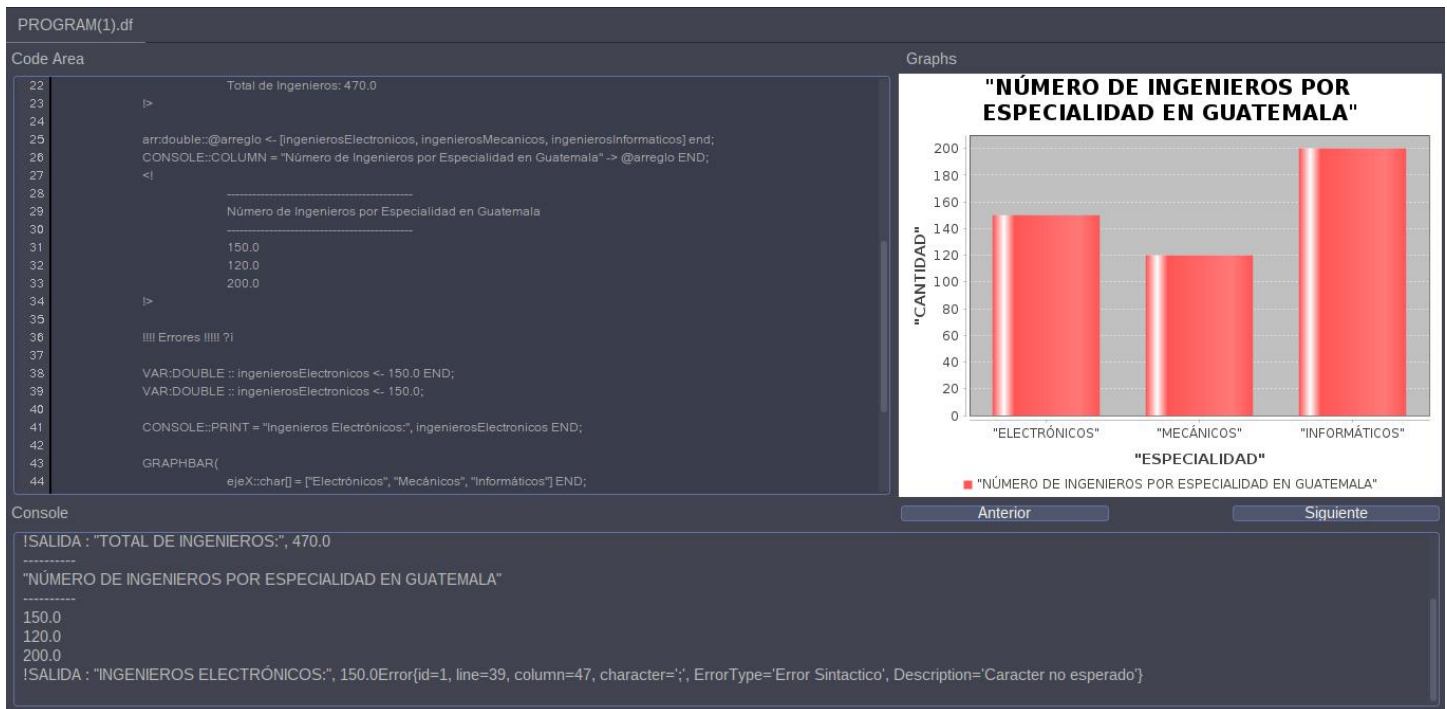 PROGRAM(1).df
Code Area
22 Total de Ingenieros: 470.0
23 !>
24
25 arr:double::@arreglo <- [ingenierosElectronicos, ingenierosMecanicos, ingenierosInformaticos] end;
26 CONSOLE::COLUMN = "Número de Ingenieros por Especialidad en Guatemala" -> @arreglo END;
27 <!
28 --------------------------------------------
29 Número de Ingenieros por Especialidad en Guatemala
30 --------------------------------------------
31 150.0
32 120.0
33 200.0
34 !>
35
36 !!!! Errores !!!!! ?i
37
38 VAR:DOUBLE :: ingenierosElectronicos <- 150.0 END;
39 VAR:DOUBLE :: ingenierosElectronicos <- 150.0;
40
41 CONSOLE::PRINT = "Ingenieros Electrónicos:", ingenierosElectronicos END;
42
43 GRAPHBAR(
44 ejeX::char[] = ["Electrónicos", "Mecánicos", "Informáticos"] END;
Graphs
"NÚMERO DE INGENIEROS POR
ESPECIALIDAD EN GUATEMALA"
"CANTIDAD"
200
180
160
140
120
100
80
60
40
20
0
"ELECTRÓNICOS" "MECÁNICOS" "INFORMÁTICOS"
"ESPECIALIDAD"
"NÚMERO DE INGENIEROS POR ESPECIALIDAD EN GUATEMALA"
Anterior Siguiente
Console
!SALIDA : "TOTAL DE INGENIEROS:", 470.0
----------
"NÚMERO DE INGENIEROS POR ESPECIALIDAD EN GUATEMALA"
----------
150.0
120.0
200.0
!SALIDA : "INGENIEROS ELECTRÓNICOS:", 150.0Error{id=1, line=39, column=47, character=';', ErrorType='Error Sintactico', Description='Caracter no esperado'}